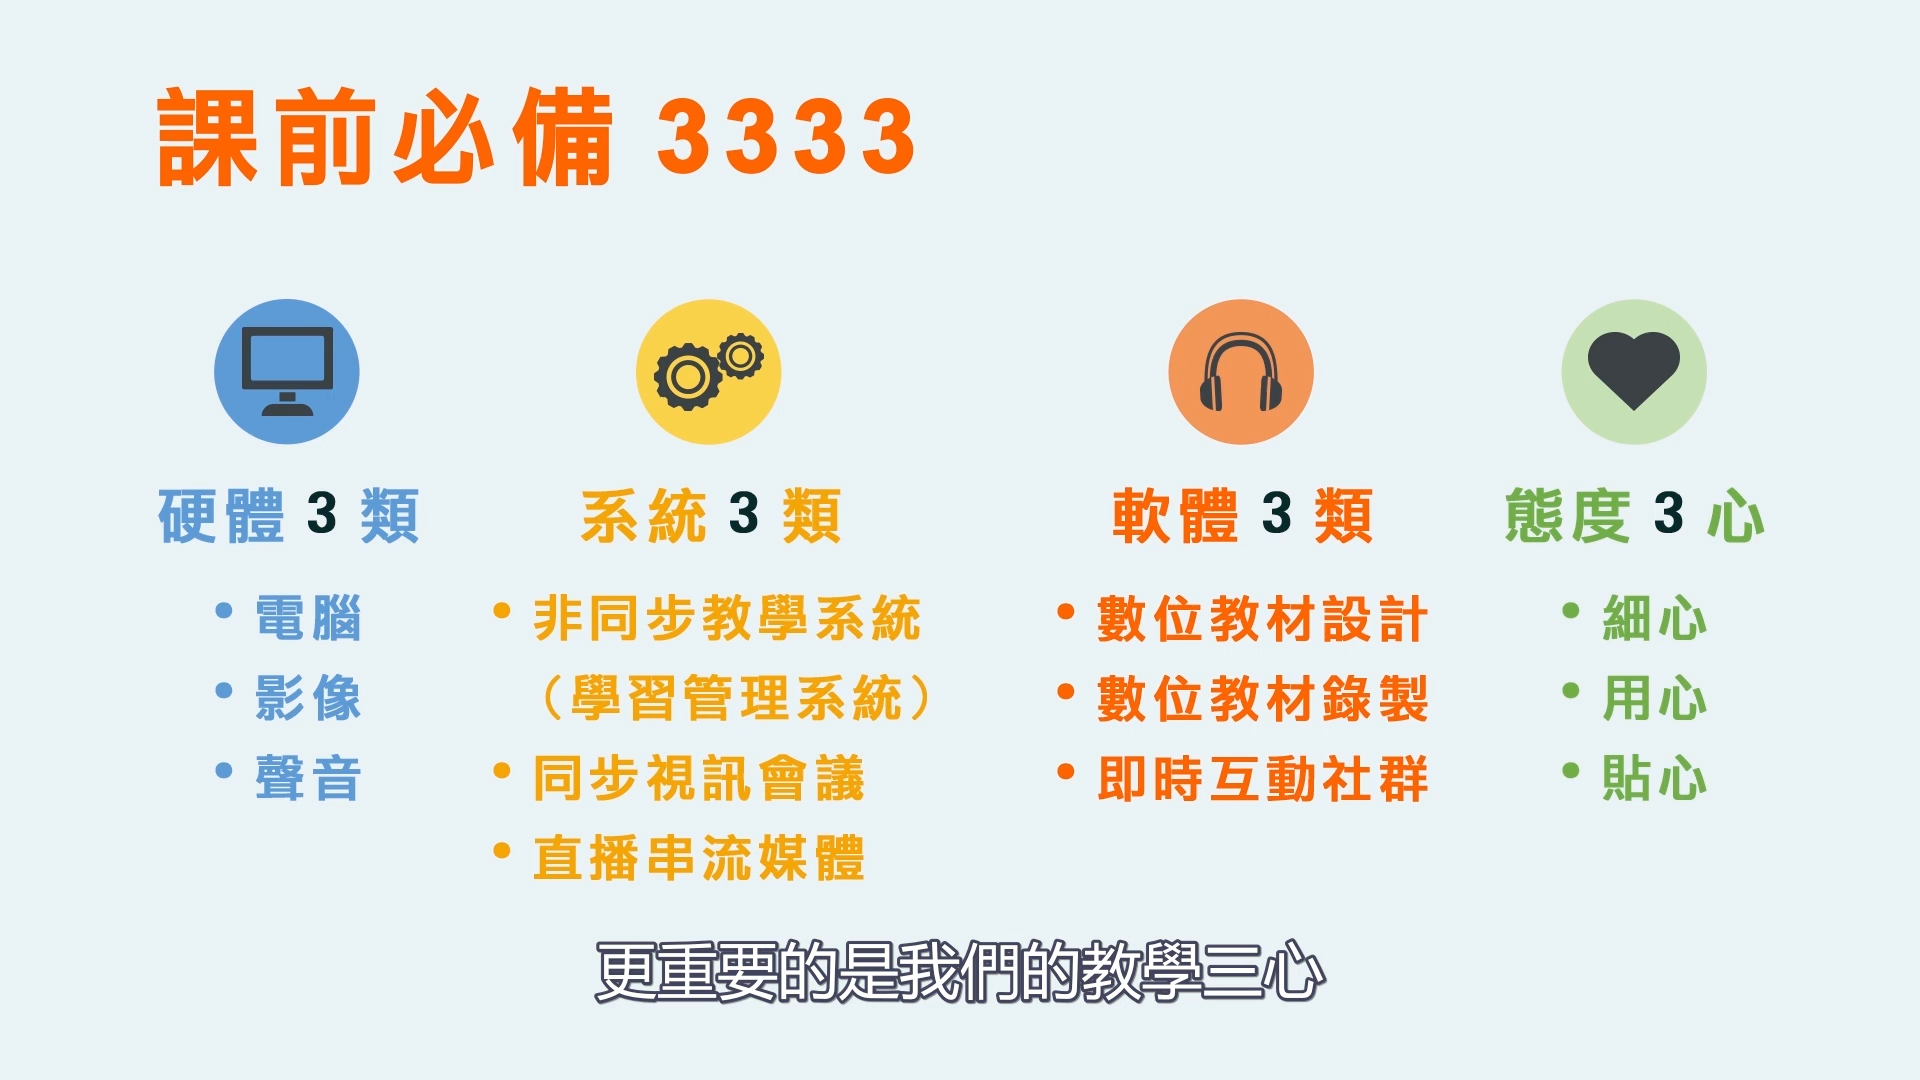 課前必備 3333
硬體 3 類
• 電腦
• 影像
• 聲音
系統 3 類
• 非同步教學系統
（學習管理系統）
• 同步視訊會議
• 直播串流媒體
軟體 3 類
• 數位教材設計
• 數位教材錄製
• 即時互動社群
態度 3 心
• 細心
• 用心
• 貼心
更重要的是我們的教學三心